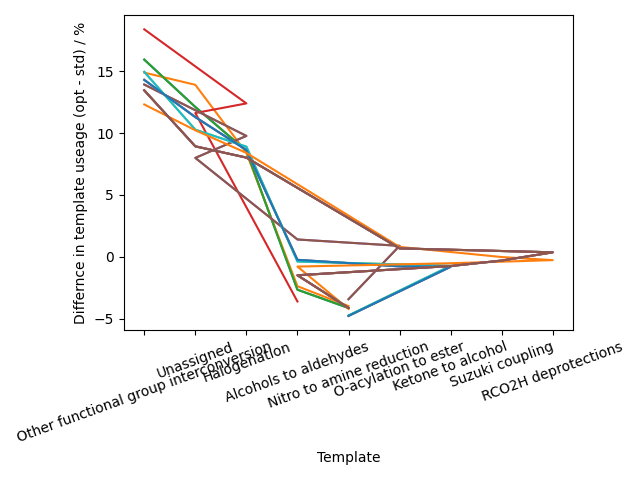 Differnce in template useage (opt - std) / %
15
10
5
0
−5
Other functional group interconversion
Unassigned
Halogenation
Alcohols to aldehydes
Nitro to amine reduction
O-acylation to ester
Ketone to alcohol
Suzuki coupling
RCO2H deprotections
Template